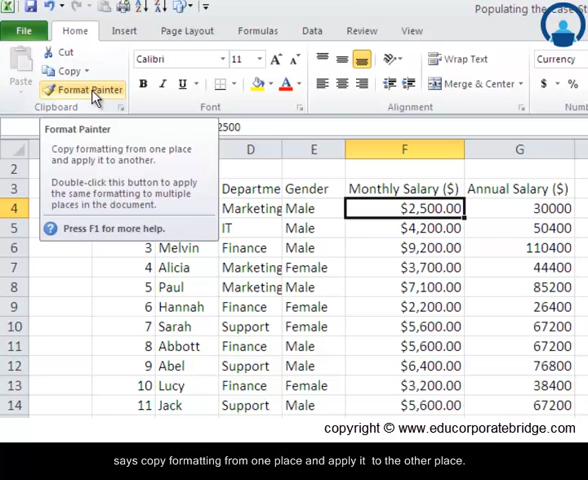 Populating the Case St
File Home Insert Page Layout Formulas Data Review View
Cut
Copy
Format Painter
Paste
Calibri 11 A A
B I U A
Wrap Text
Merge & Center
Currency
$ %
Clipboard Font Alignment
2500
Format Painter
Copy formatting from one place
and apply it to another.
Double-click this button to apply
the same formatting to multiple
places in the document.
Press F1 for more help.
D E F G
2
3 Departme Gender Monthly Salary ($) Annual Salary ($)
4 Marketing Male $2,500.00 30000
5 IT Male $4,200.00 50400
6 3 Melvin Finance Male $9,200.00 110400
7 4 Alicia Marketing Female $3,700.00 44400
8 5 Paul Marketing Male $7,100.00 85200
9 6 Hannah Finance Female $2,200.00 26400
10 7 Sarah Support Female $5,600.00 67200
11 8 Abbott Finance Male $5,600.00 67200
12 9 Abel Support Male $6,400.00 76800
13 10 Lucy Finance Female $3,200.00 38400
14 11 Jack Support Male $5,600.00 67200
copyright © www.educorporatebridge.com
says copy formatting from one place and apply it to the other place.